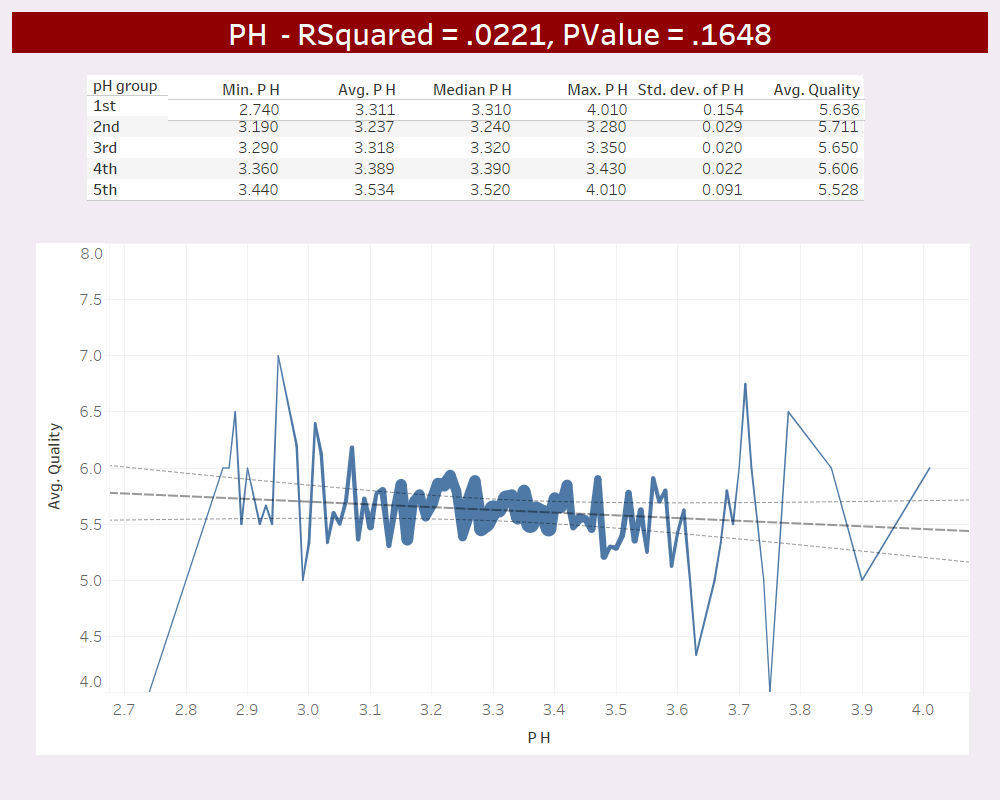 PH - RSquared = .0221, PValue = .1648
pH group Min. P H Avg. P H Median P H Max. P H Std. dev. of P H Avg. Quality
1st 2.740 3.311 3.310 4.010 0.154 5.636
2nd 3.190 3.237 3.240 3.280 0.029 5.711
3rd 3.290 3.318 3.320 3.350 0.020 5.650
4th 3.360 3.389 3.390 3.430 0.022 5.606
5th 3.440 3.534 3.520 4.010 0.091 5.528
8.0
7.5
7.0
6.5
6.0
5.5
5.0
4.5
4.0
Avg. Quality
2.7 2.8 2.9 3.0 3.1 3.2 3.3 3.4 3.5 3.6 3.7 3.8 3.9 4.0
P H